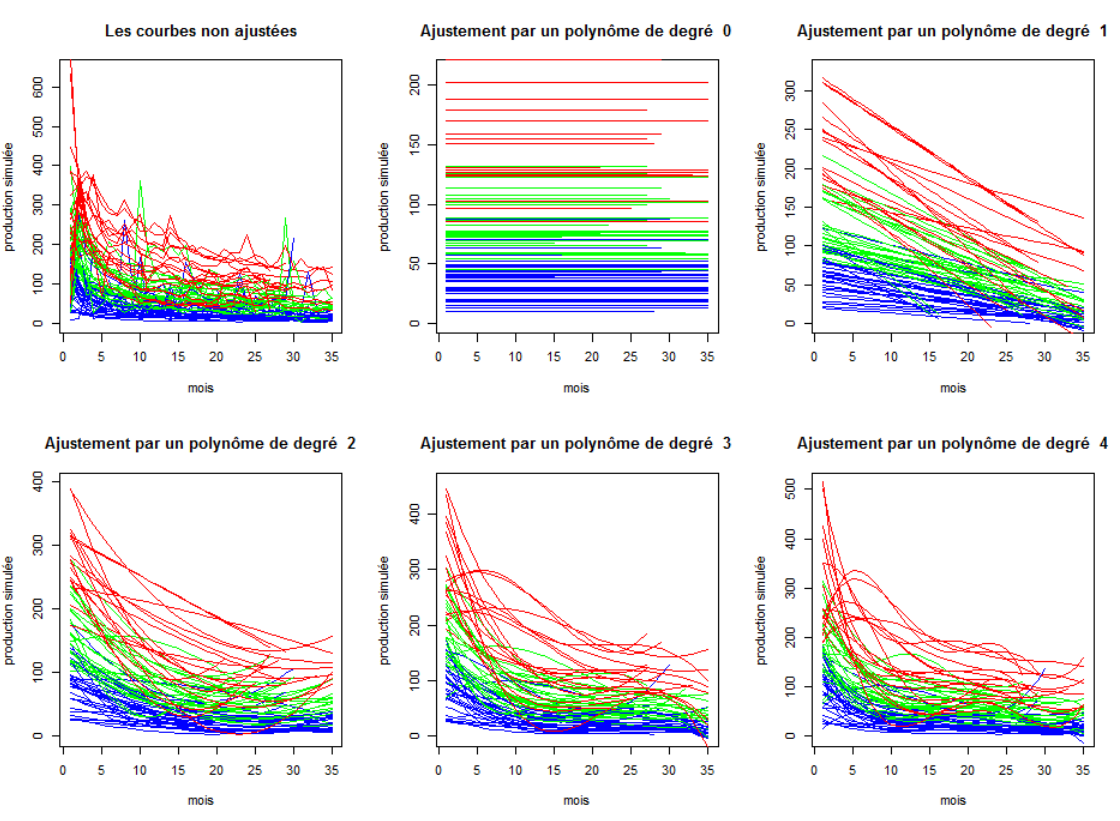 Les courbes non ajustées
production simulée
0 100 200 300 400 500 600
0 5 10 15 20 25 30 35
mois
Ajustement par un polynôme de degré 0
production simulée
0 50 100 150 200
0 5 10 15 20 25 30 35
mois
Ajustement par un polynôme de degré 1
production simulée
0 50 100 150 200 250 300
0 5 10 15 20 25 30 35
mois
Ajustement par un polynôme de degré 2
production simulée
0 100 200 300 400
0 5 10 15 20 25 30 35
mois
Ajustement par un polynôme de degré 3
production simulée
0 100 200 300 400
0 5 10 15 20 25 30 35
mois
Ajustement par un polynôme de degré 4
production simulée
0 100 200 300 400 500
0 5 10 15 20 25 30 35
mois